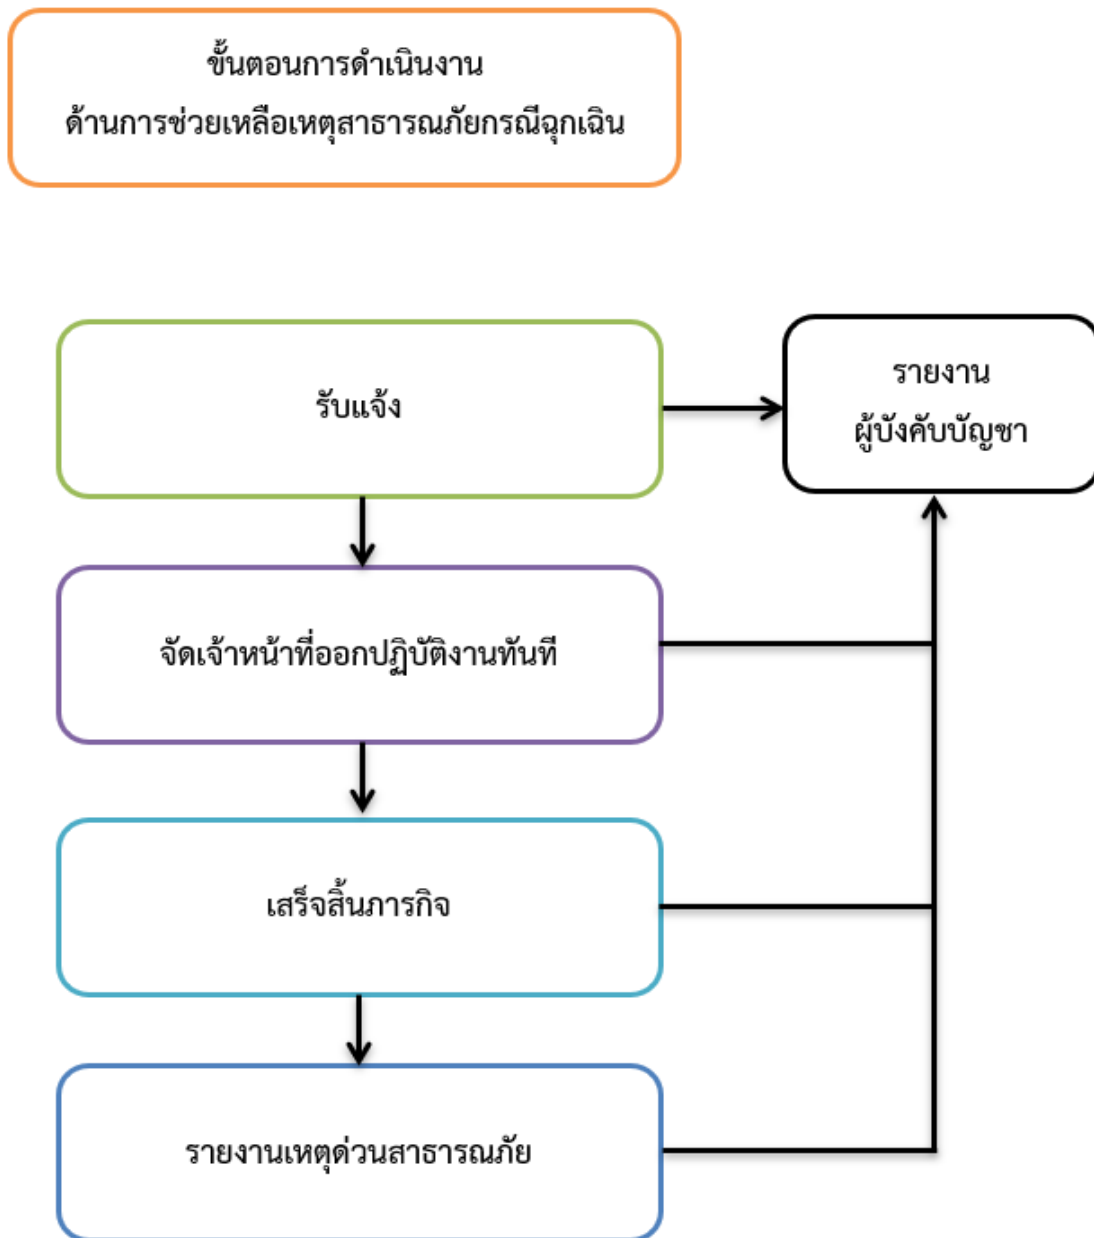 ขั้นตอนการดำเนินงาน
ด้านการช่วยเหลือเหตุสาธารณภัยกรณีฉุกเฉิน
รับแจ้ง
รายงาน
ผู้บังคับบัญชา
จัดเจ้าหน้าที่ออกปฏิบัติงานทันที
เสร็จสิ้นภารกิจ
รายงานเหตุด่วนสาธารณภัย